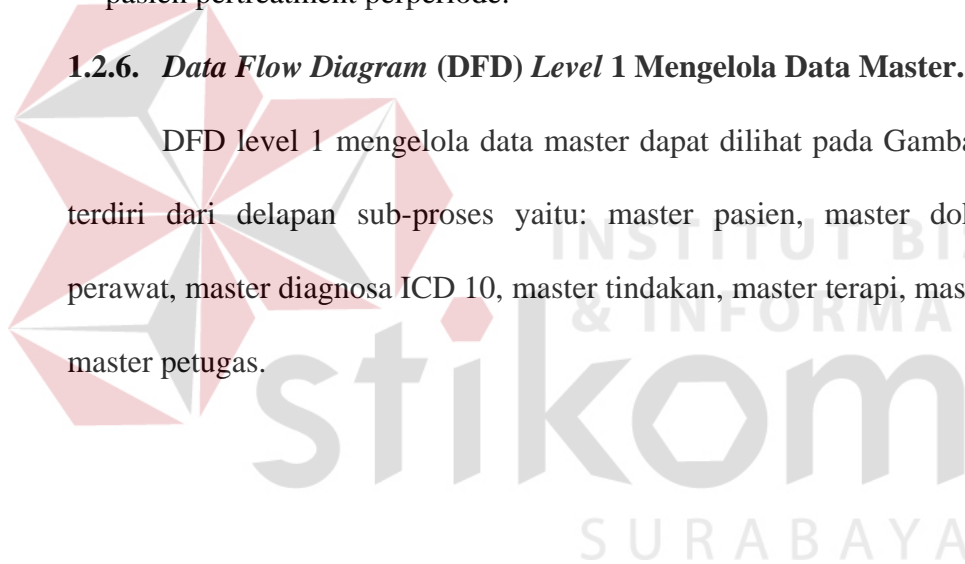 pasien pertreatment perperiode.
1.2.6. Data Flow Diagram (DFD) Level 1 Mengelola Data Master.
DFD level 1 mengelola data master dapat dilihat pada Gamba
terdiri dari delapan sub-proses yaitu: master pasien, master dok
perawat, master diagnosa ICD 10, master tindakan, master terapi, mas
master petugas.
INSTITUT BI
& INFORMA
stikom
SURABAYA